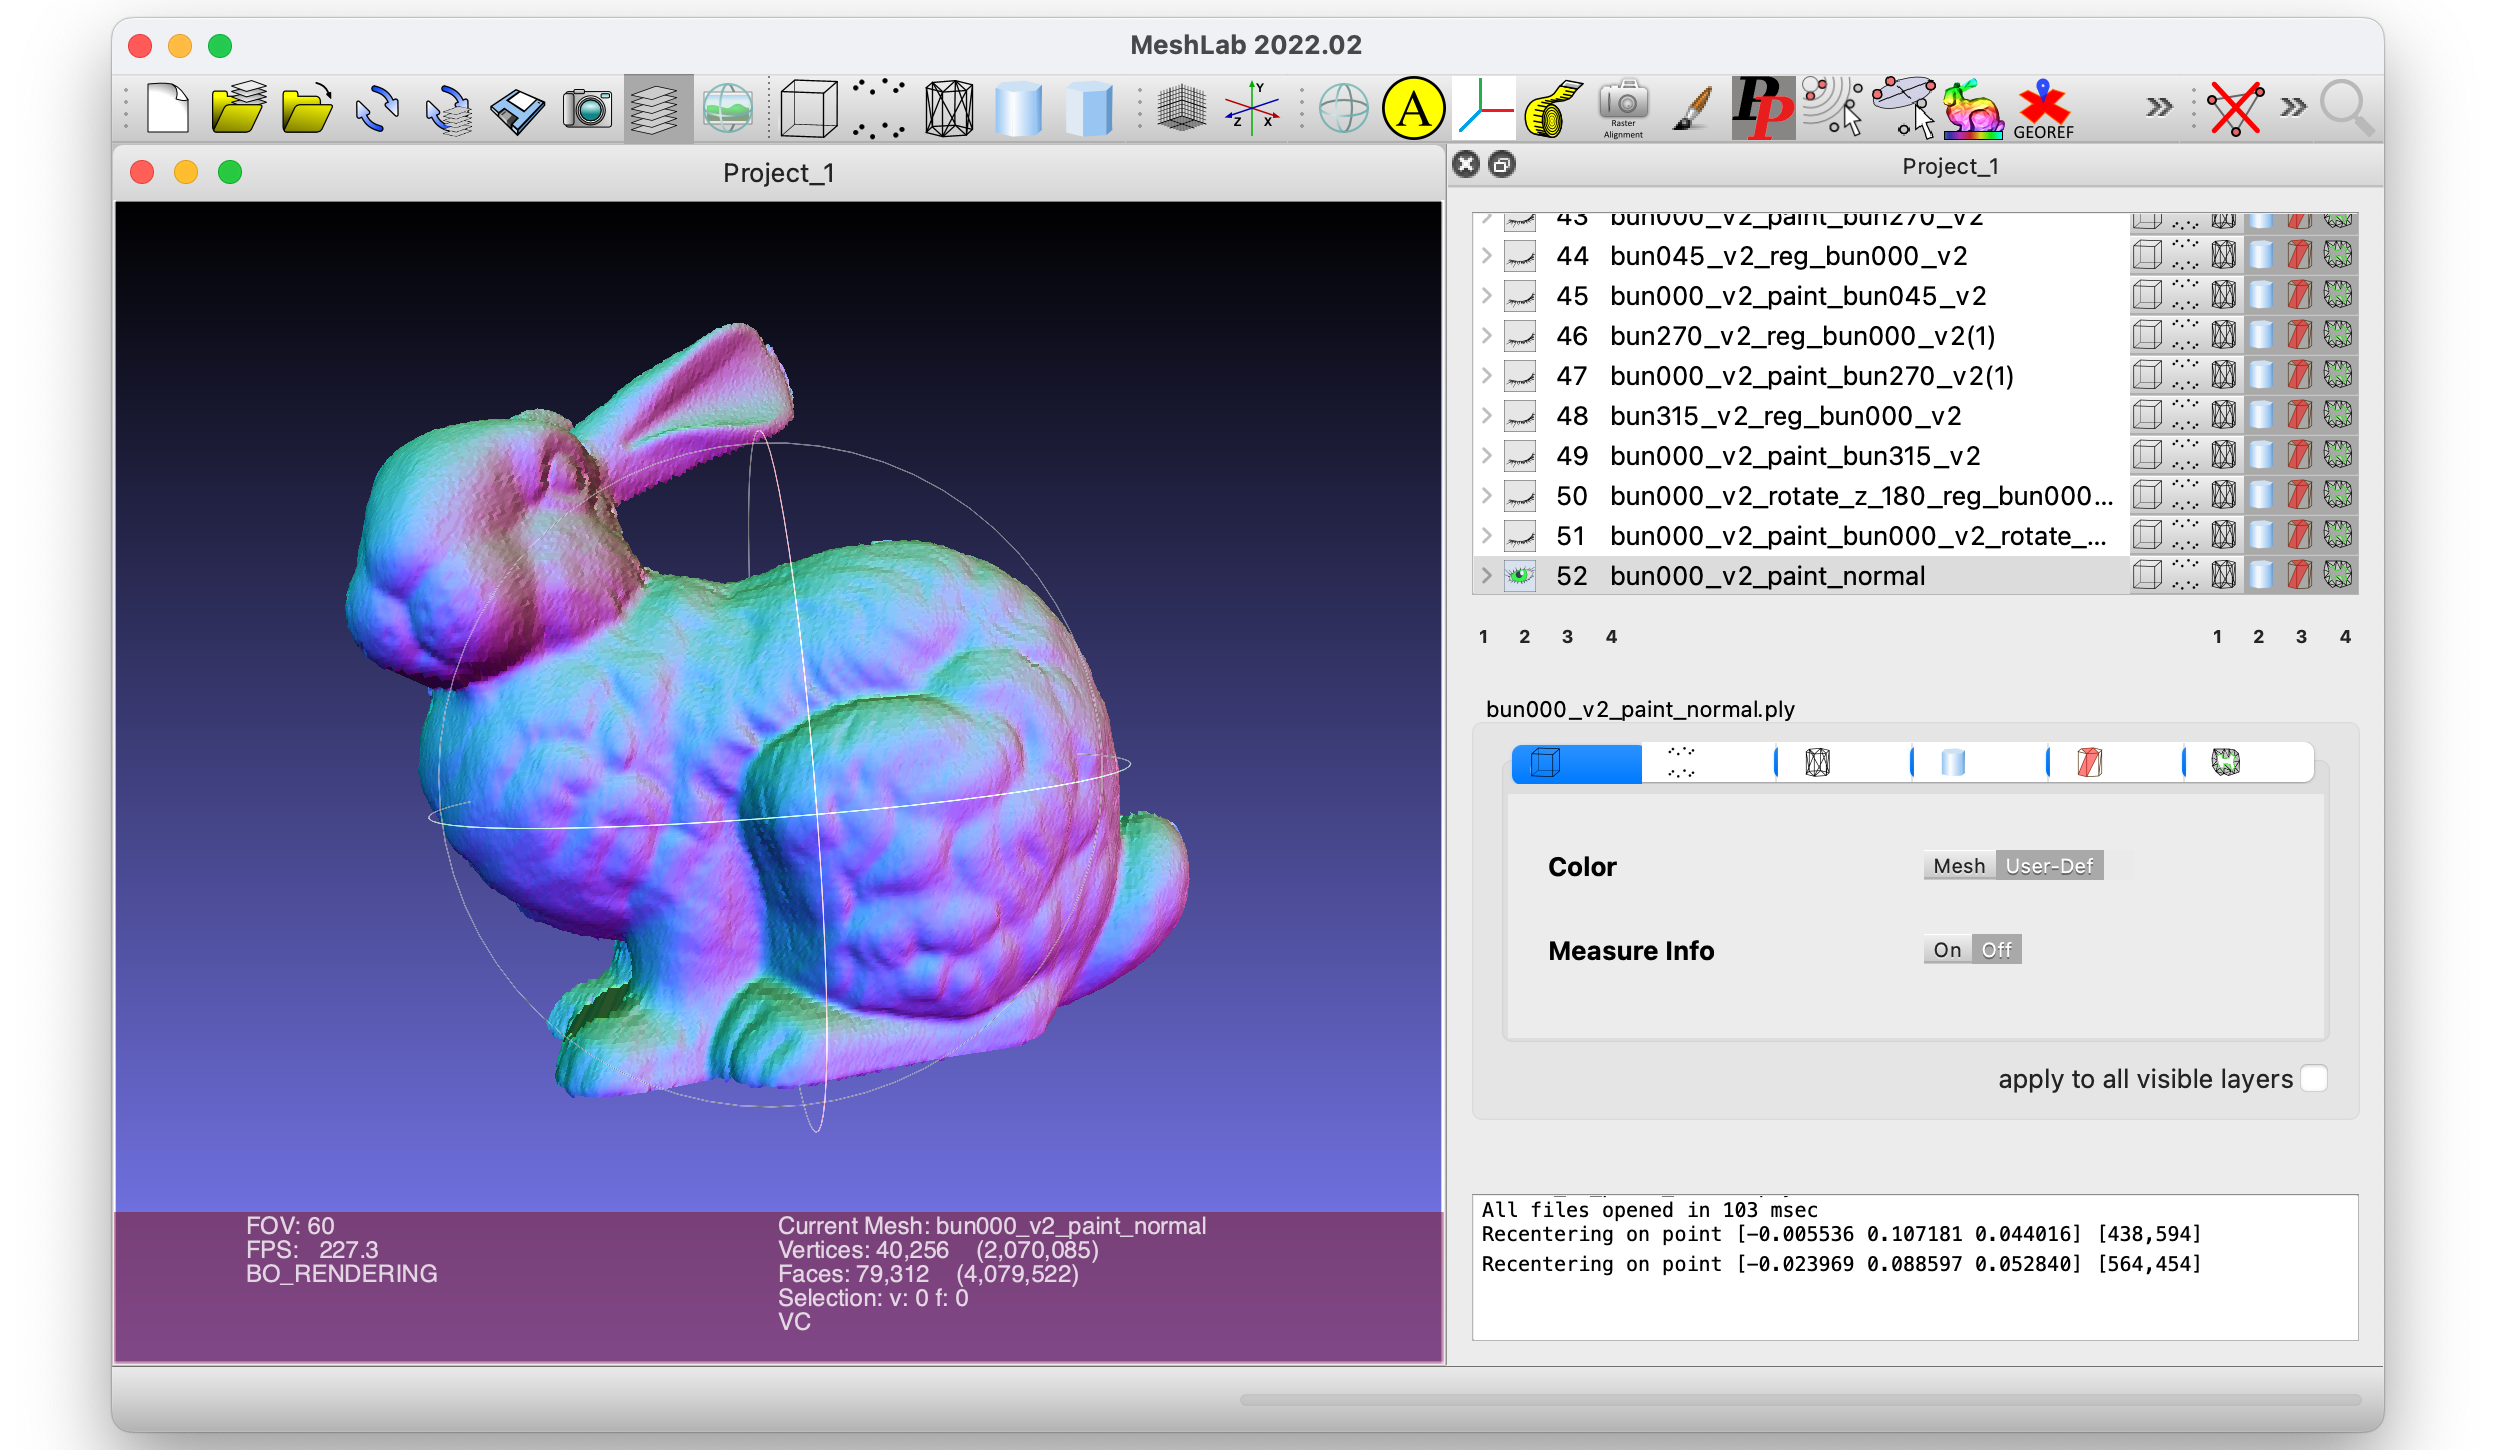 MeshLab 2022.02
Y
Z X
A
Raster
Alignment
PP
GEOREF
Project_1
Project_1
43 bun000_v2_paint_bun270_v2
44 bun045_v2_reg_bun000_v2
45 bun000_v2_paint_bun045_v2
46 bun270_v2_reg_bun000_v2(1)
47 bun000_v2_paint_bun270_v2(1)
48 bun315_v2_reg_bun000_v2
49 bun000_v2_paint_bun315_v2
50 bun000_v2_rotate_z_180_reg_bun000...
51 bun000_v2_paint_bun000_v2_rotate_...
52 bun000_v2_paint_normal
1 2 3 4 1 2 3 4
bun000_v2_paint_normal.ply
Color Mesh User-Def
Measure Info On Off
apply to all visible layers
All files opened in 103 msec
Recentering on point [-0.005536 0.107181 0.044016] [438,594]
Recentering on point [-0.023969 0.088597 0.052840] [564,454]
FOV: 60
FPS: 227.3
BO_RENDERING
Current Mesh: bun000_v2_paint_normal
Vertices: 40,256 (2,070,085)
Faces: 79,312 (4,079,522)
Selection: v: 0 f: 0
VC